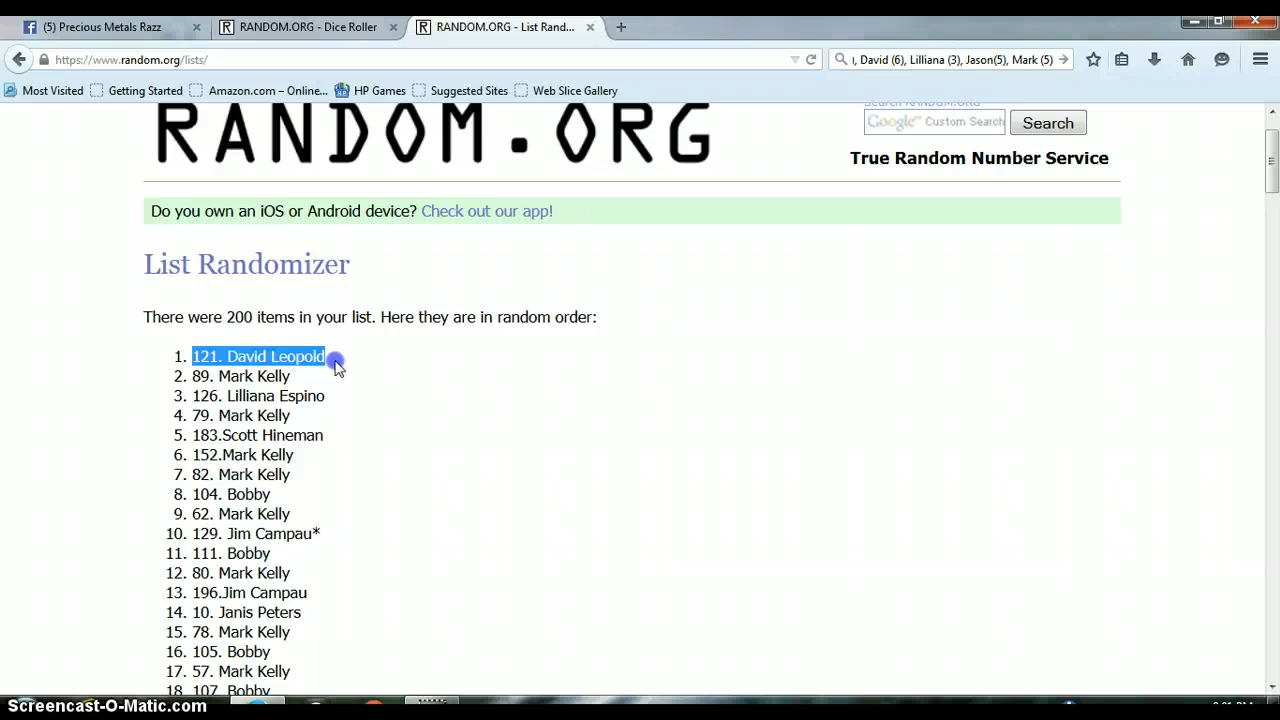 (5) Precious Metals Razz
RANDOM.ORG - Dice Roller
RANDOM.ORG - List Rand...
https://www.random.org/lists/
David (6), Lilliana (3), Jason(5), Mark (5)
Most Visited
Getting Started
Amazon.com – Online...
HP Games
Suggested Sites
Web Slice Gallery
RANDOM.ORG
Search RANDOM.ORG
Google™ Custom Search
Search
True Random Number Service
Do you own an iOS or Android device? Check out our app!
List Randomizer
There were 200 items in your list. Here they are in random order:
1. 121. David Leopold
2. 89. Mark Kelly
3. 126. Lilliana Espino
4. 79. Mark Kelly
5. 183.Scott Hineman
6. 152.Mark Kelly
7. 82. Mark Kelly
8. 104. Bobby
9. 62. Mark Kelly
10. 129. Jim Campau*
11. 111. Bobby
12. 80. Mark Kelly
13. 196.Jim Campau
14. 10. Janis Peters
15. 78. Mark Kelly
16. 105. Bobby
17. 57. Mark Kelly
18. 107. Bobby
Screencast-O-Matic.com